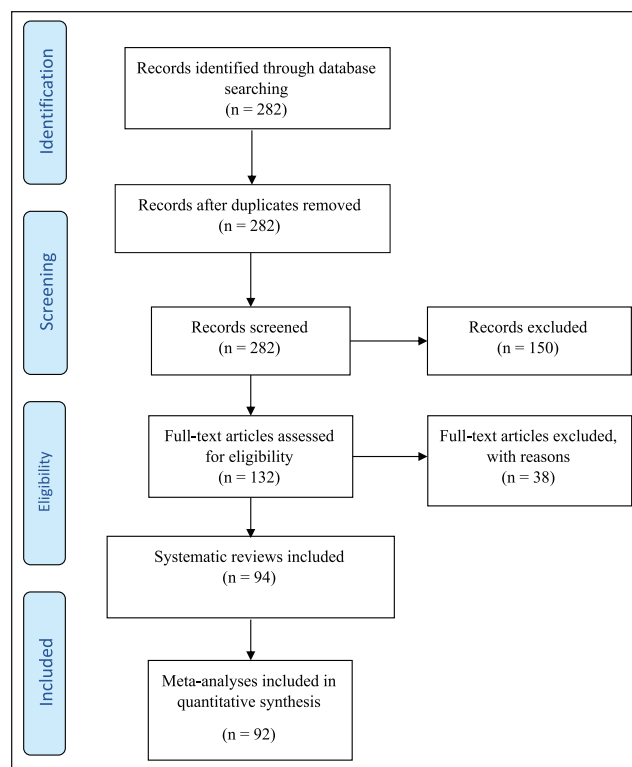 Identification
Records identified through database
searching
(n = 282)
Records after duplicates removed
(n = 282)
Screening
Records screened
(n = 282)
Records excluded
(n = 150)
Eligibility
Full-text articles assessed
for eligibility
(n = 132)
Full-text articles excluded,
with reasons
(n = 38)
Systematic reviews included
(n = 94)
Included
Meta-analyses included in
quantitative synthesis
(n = 92)